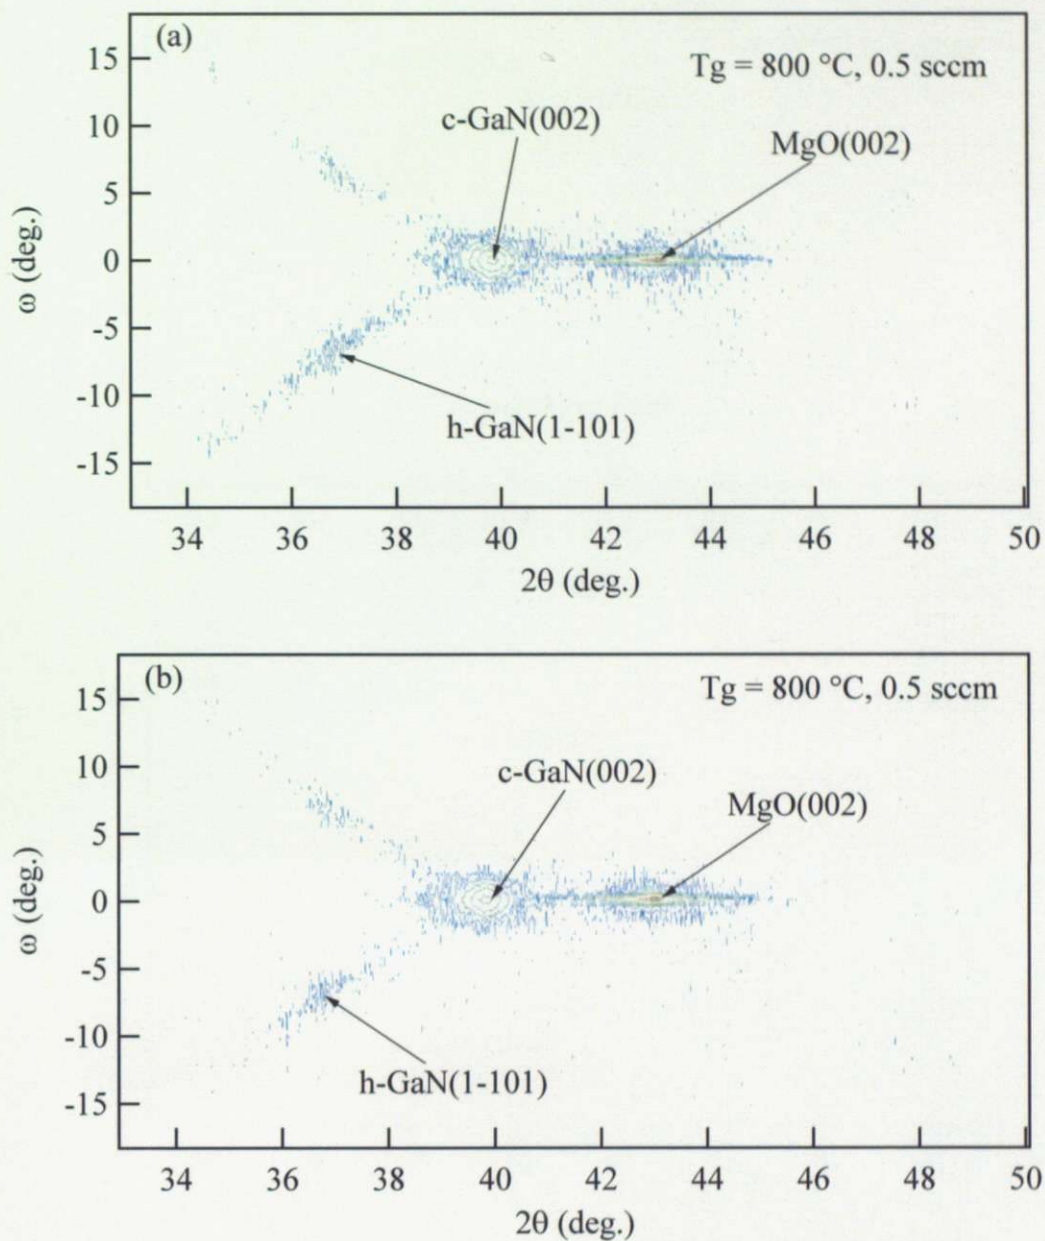 (a)
Tg = 800 °C, 0.5 sccm
c-GaN(002)
MgO(002)
h-GaN(1-101)
15
10
5
0
-5
-10
-15
ω (deg.)
34 36 38 40 42 44 46 48 50
2θ (deg.)
(b)
Tg = 800 °C, 0.5 sccm
c-GaN(002)
MgO(002)
h-GaN(1-101)
15
10
5
0
-5
-10
-15
ω (deg.)
34 36 38 40 42 44 46 48 50
2θ (deg.)